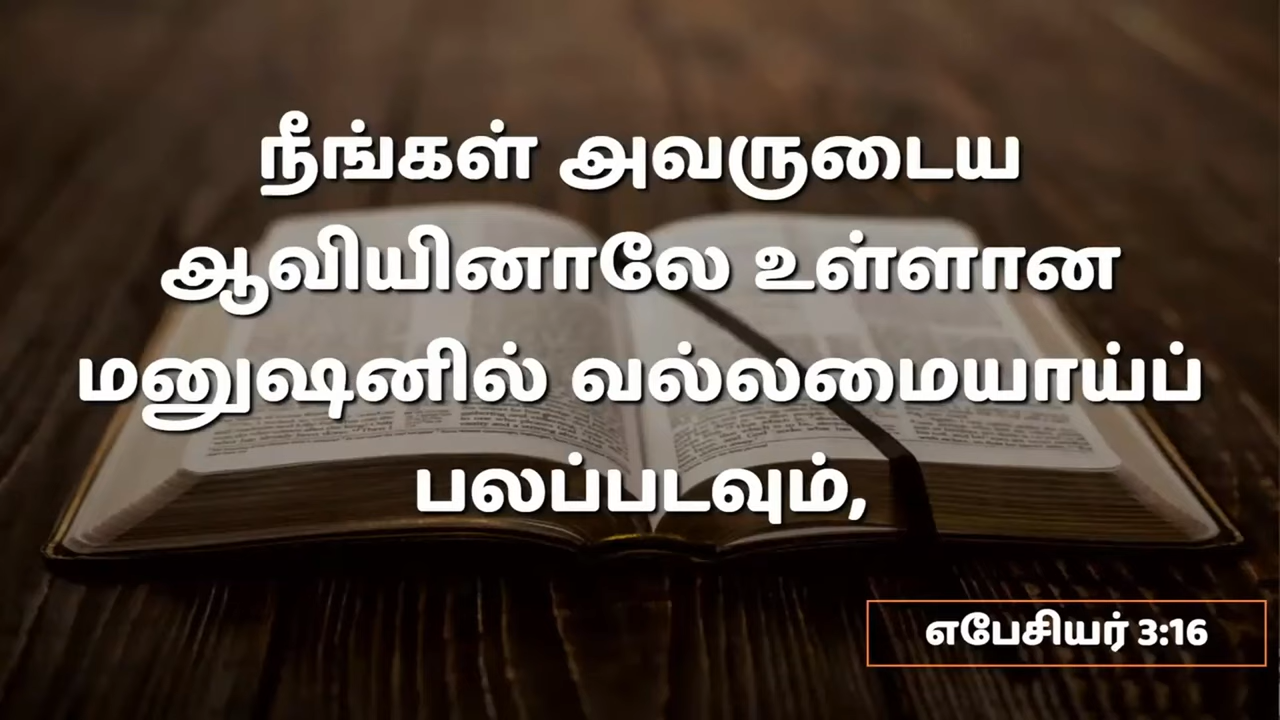 நீங்கள் அவருடைய
ஆவியினாலே உள்ளான
மனுஷனில் வல்லமையாய்ப்
பலப்படவும்,
எபேசியர் 3:16